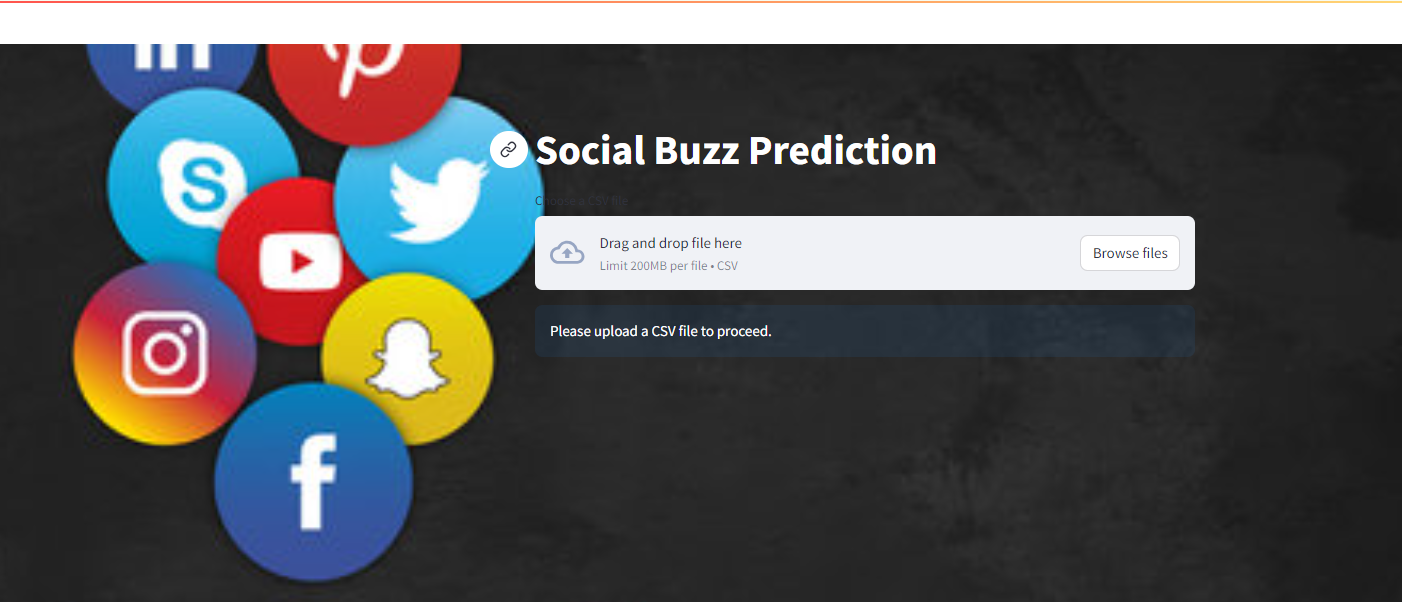 in
Social Buzz Prediction
Choose a CSV file
Drag and drop file here
Limit 200MB per file • CSV
Browse files
Please upload a CSV file to proceed.